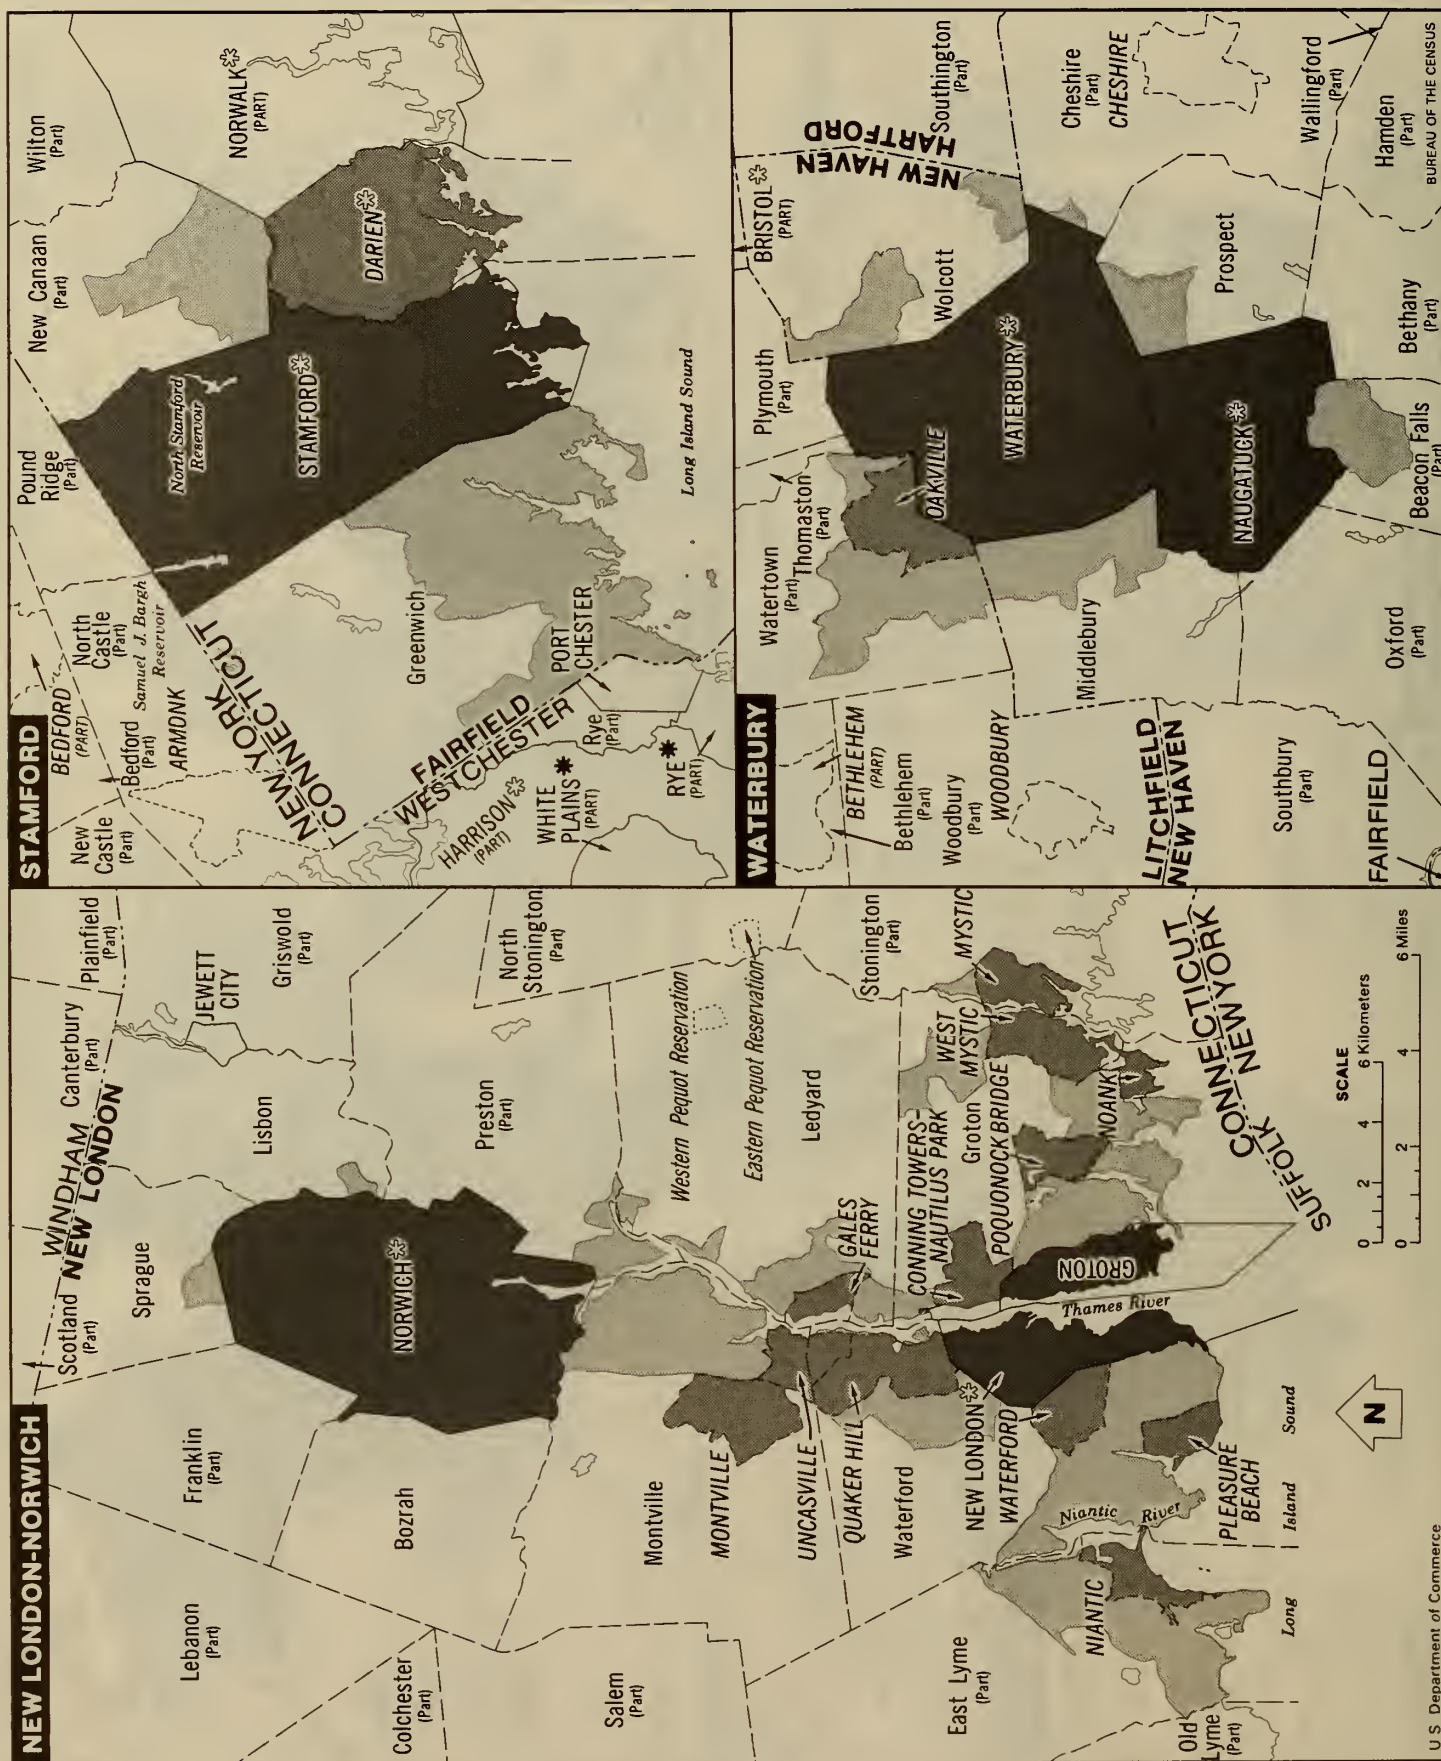 NEW LONDON-NORWICH
Scotland
(Part)
WINDHAM
NEW LONDON
Canterbury
(Part)
Plainfield
(Part)
Sprague
Lisbon
JEWETT
CITY
Griswold
(Part)
Lebanon
(Part)
Franklin
(Part)
NORWICH
Bozrah
Preston
(Part)
North
Stonington
(Part)
Colchester
(Part)
Salem
(Part)
Montville
MONTVILLE
UNCASVILLE
QUAKER HILL
Waterford
GALES
FERRY
Western Pequot Reservation
Eastern Pequot Reservation
Ledyard
Stonington
(Part)
CONNING TOWERS-
NAUTILUS PARK
Groton
POQUONOCK BRIDGE
WEST
MYSTIC
MYSTIC
NOANK
GROTON
Thames River
NEW LONDON
WATERFORD
PLEASURE
BEACH
Niantic River
NIANTIC
East Lyme
(Part)
Old
Lyme
(Part)
Long Island Sound
CONNECTICUT
NEW YORK
SUFFOLK
N
SCALE
0 2 4 6 Kilometers
0 2 4 6 Miles
U S Department of Commerce
STAMFORD
New
Castle
(Part)
BEDFORD
(PART)
Bedford
(Part)
North
Castle
(Part)
Samuel J. Bargh
Reservoir
ARMONK
Pound
Ridge
(Part)
New Canaan
(Part)
Wilton
(Part)
North Stamford
Reservoir
NORWALK
(PART)
STAMFORD
DARIEN
NEW YORK
CONNECTICUT
Greenwich
FAIRFIELD
WESTCHESTER
HARRISON
(PART)
WHITE
PLAINS
(PART)
Rye
(Part)
PORT
CHESTER
RYE
(PART)
Long Island Sound
WATERBURY
BETHLEHEM
(PART)
Bethlehem
(Part)
Woodbury
(Part)
WOODBURY
Watertown
(Part)
Thomaston
(Part)
Plymouth
(Part)
BRISTOL
(PART)
NEW HAVEN
HARTFORD
Southington
(Part)
OAKVILLE
Wolcott
WATERBURY
Cheshire
(Part)
CHESHIRE
Middlebury
Prospect
LITCHFIELD
NEW HAVEN
NAUGATUCK
Wallingford
(Part)
Southbury
(Part)
Oxford
(Part)
Beacon Falls
(Part)
Bethany
(Part)
Hamden
(Part)
FAIRFIELD
BUREAU OF THE CENSUS